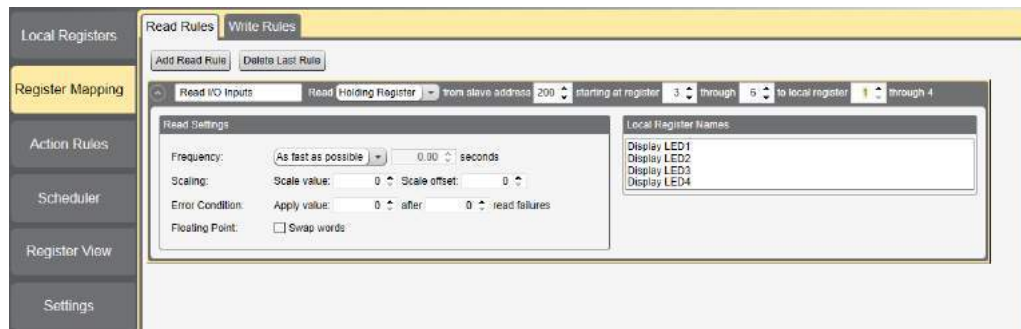 Local Registers
Register Mapping
Action Rules
Scheduler
Register View
Settings
Read Rules Write Rules
Add Read Rule Delete Last Rule
Read I/O Inputs Read Holding Register from slave address 200 starting at register 3 through 6 to local register 1 through 4
Read Settings
Frequency: As fast as possible 0.00 seconds
Scaling: Scale value: 0 Scale offset: 0
Error Condition: Apply value: 0 after 0 read failures
Floating Point: Swap words
Local Register Names
Display LED1
Display LED2
Display LED3
Display LED4